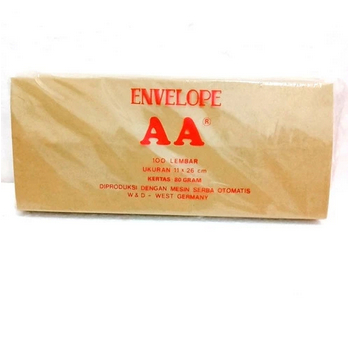 ENVELOPE
AA®
100 LEMBAR
UKURAN 11 x 26 cm
KERTAS 80 GRAM
DIPRODUKSI DENGAN MESIN SERBA OTOMATIS
W & D - WEST GERMANY